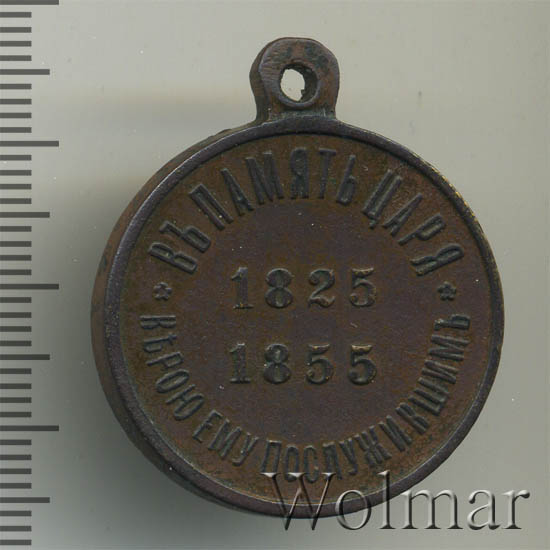 ВЪ ПАМЯТЬ ЦАРЯ
1825
1855
* ВѢРОЮ ЕМУ ПОСЛУЖИВШИМЪ *
Wolmar